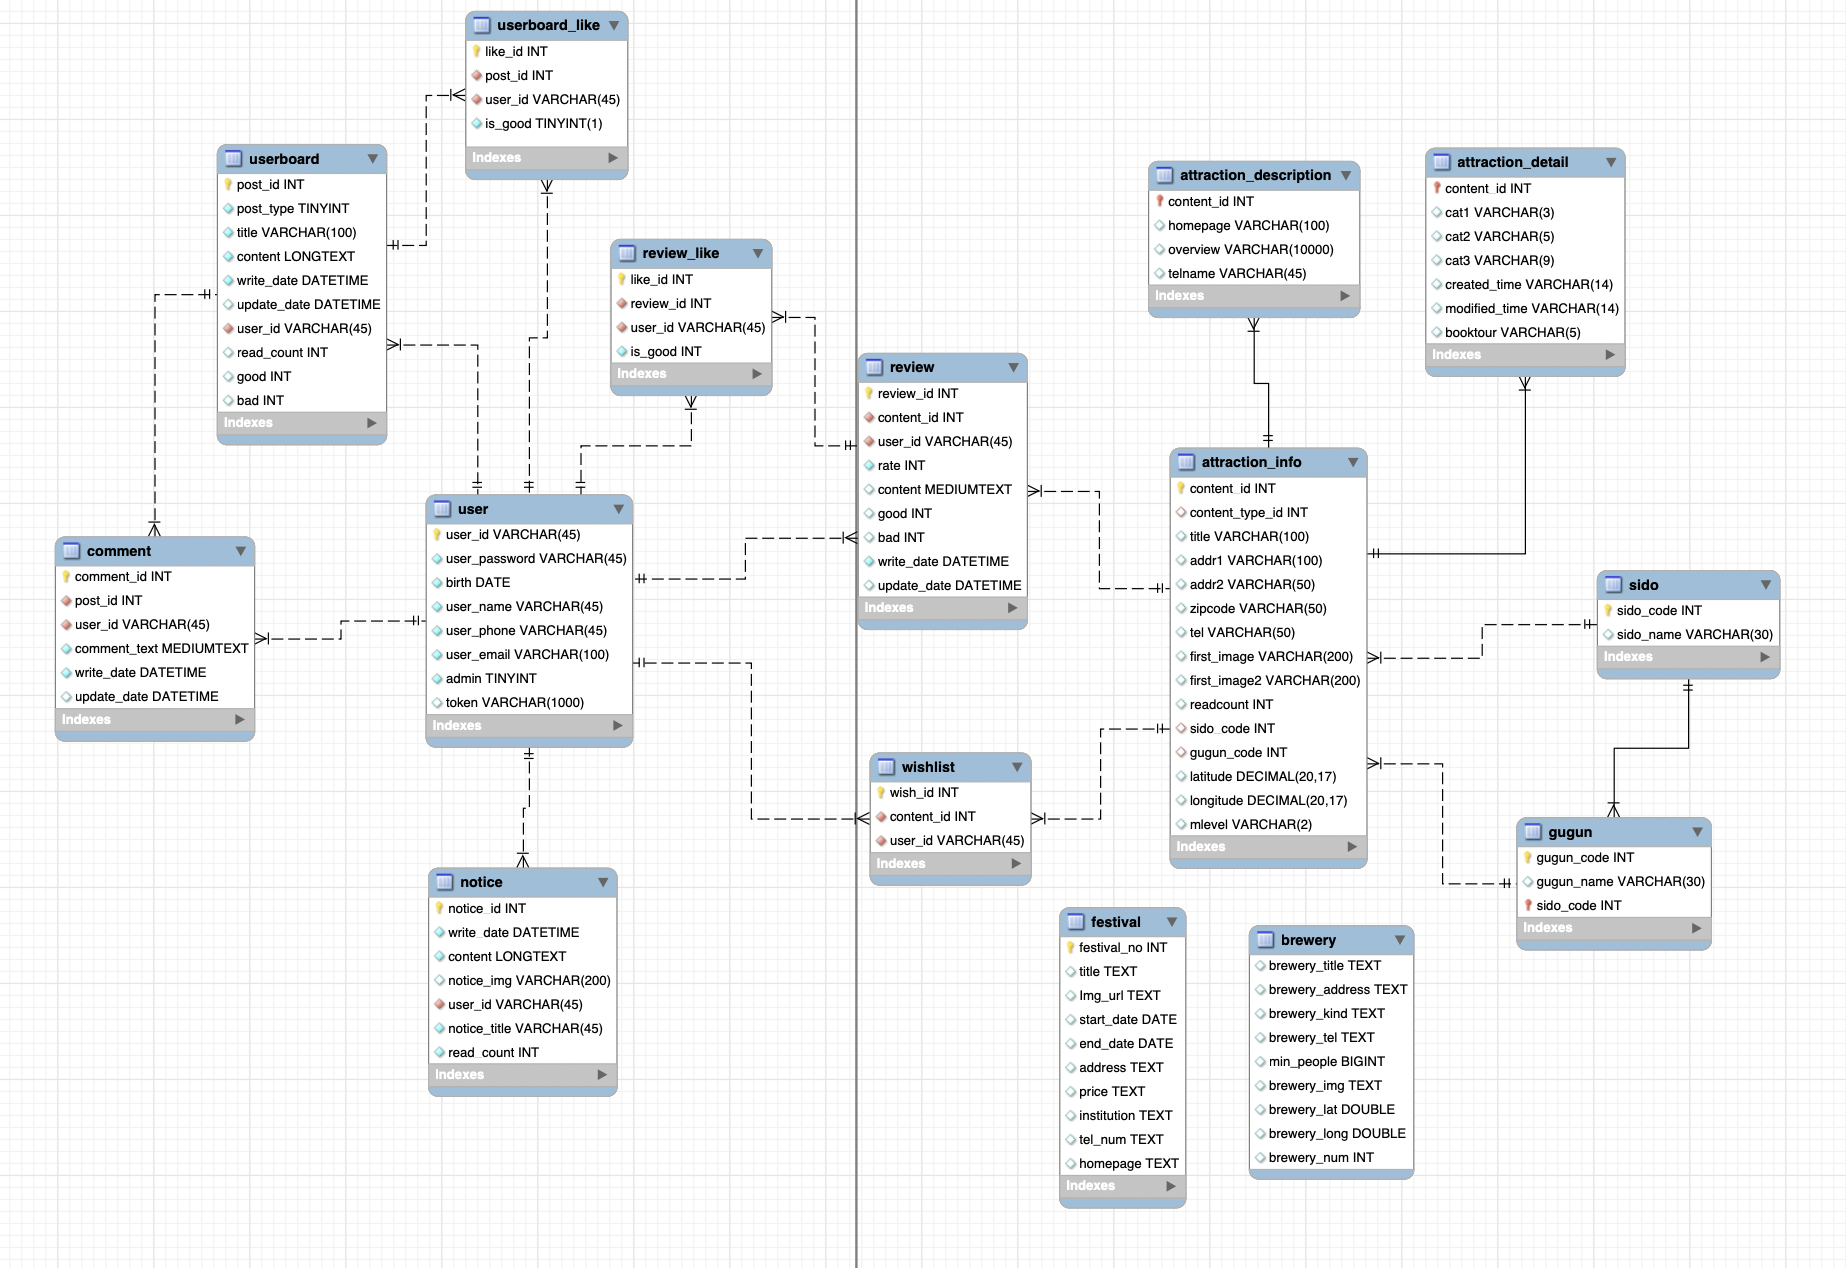 userboard_like
like_id INT
post_id INT
user_id VARCHAR(45)
is_good TINYINT(1)
Indexes
userboard
post_id INT
post_type TINYINT
title VARCHAR(100)
content LONGTEXT
write_date DATETIME
update_date DATETIME
user_id VARCHAR(45)
read_count INT
good INT
bad INT
Indexes
review_like
like_id INT
review_id INT
user_id VARCHAR(45)
is_good INT
Indexes
attraction_description
content_id INT
homepage VARCHAR(100)
overview VARCHAR(10000)
telname VARCHAR(45)
Indexes
attraction_detail
content_id INT
cat1 VARCHAR(3)
cat2 VARCHAR(5)
cat3 VARCHAR(9)
created_time VARCHAR(14)
modified_time VARCHAR(14)
booktour VARCHAR(5)
Indexes
review
review_id INT
content_id INT
user_id VARCHAR(45)
rate INT
content MEDIUMTEXT
good INT
bad INT
write_date DATETIME
update_date DATETIME
Indexes
attraction_info
content_id INT
content_type_id INT
title VARCHAR(100)
addr1 VARCHAR(100)
addr2 VARCHAR(50)
zipcode VARCHAR(50)
tel VARCHAR(50)
first_image VARCHAR(200)
first_image2 VARCHAR(200)
readcount INT
sido_code INT
gugun_code INT
latitude DECIMAL(20,17)
longitude DECIMAL(20,17)
mlevel VARCHAR(2)
Indexes
comment
comment_id INT
post_id INT
user_id VARCHAR(45)
comment_text MEDIUMTEXT
write_date DATETIME
update_date DATETIME
Indexes
user
user_id VARCHAR(45)
user_password VARCHAR(45)
birth DATE
user_name VARCHAR(45)
user_phone VARCHAR(45)
user_email VARCHAR(100)
admin TINYINT
token VARCHAR(1000)
Indexes
sido
sido_code INT
sido_name VARCHAR(30)
Indexes
wishlist
wish_id INT
content_id INT
user_id VARCHAR(45)
Indexes
gugun
gugun_code INT
gugun_name VARCHAR(30)
sido_code INT
Indexes
notice
notice_id INT
write_date DATETIME
content LONGTEXT
notice_img VARCHAR(200)
user_id VARCHAR(45)
notice_title VARCHAR(45)
read_count INT
Indexes
festival
festival_no INT
title TEXT
Img_url TEXT
start_date DATE
end_date DATE
address TEXT
price TEXT
institution TEXT
tel_num TEXT
homepage TEXT
Indexes
brewery
brewery_title TEXT
brewery_address TEXT
brewery_kind TEXT
brewery_tel TEXT
min_people BIGINT
brewery_img TEXT
brewery_lat DOUBLE
brewery_long DOUBLE
brewery_num INT